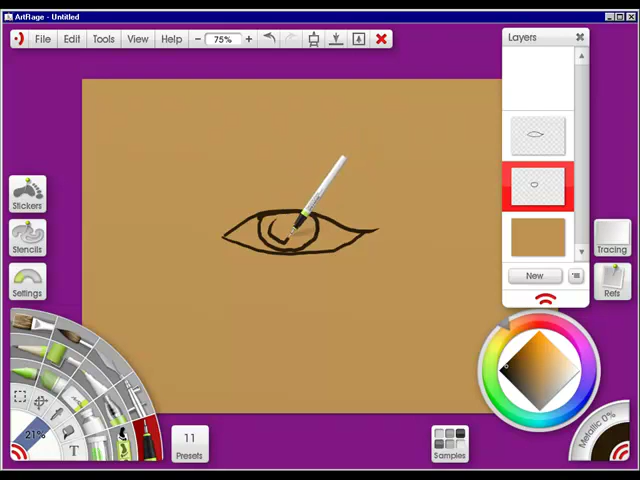 ArtRage - Untitled
File Edit Tools View Help − 75% +
Layers
Stickers
Stencils
Settings
Tracing
Refs
New
21%
T
11
Presets
Samples
Metallic 0%